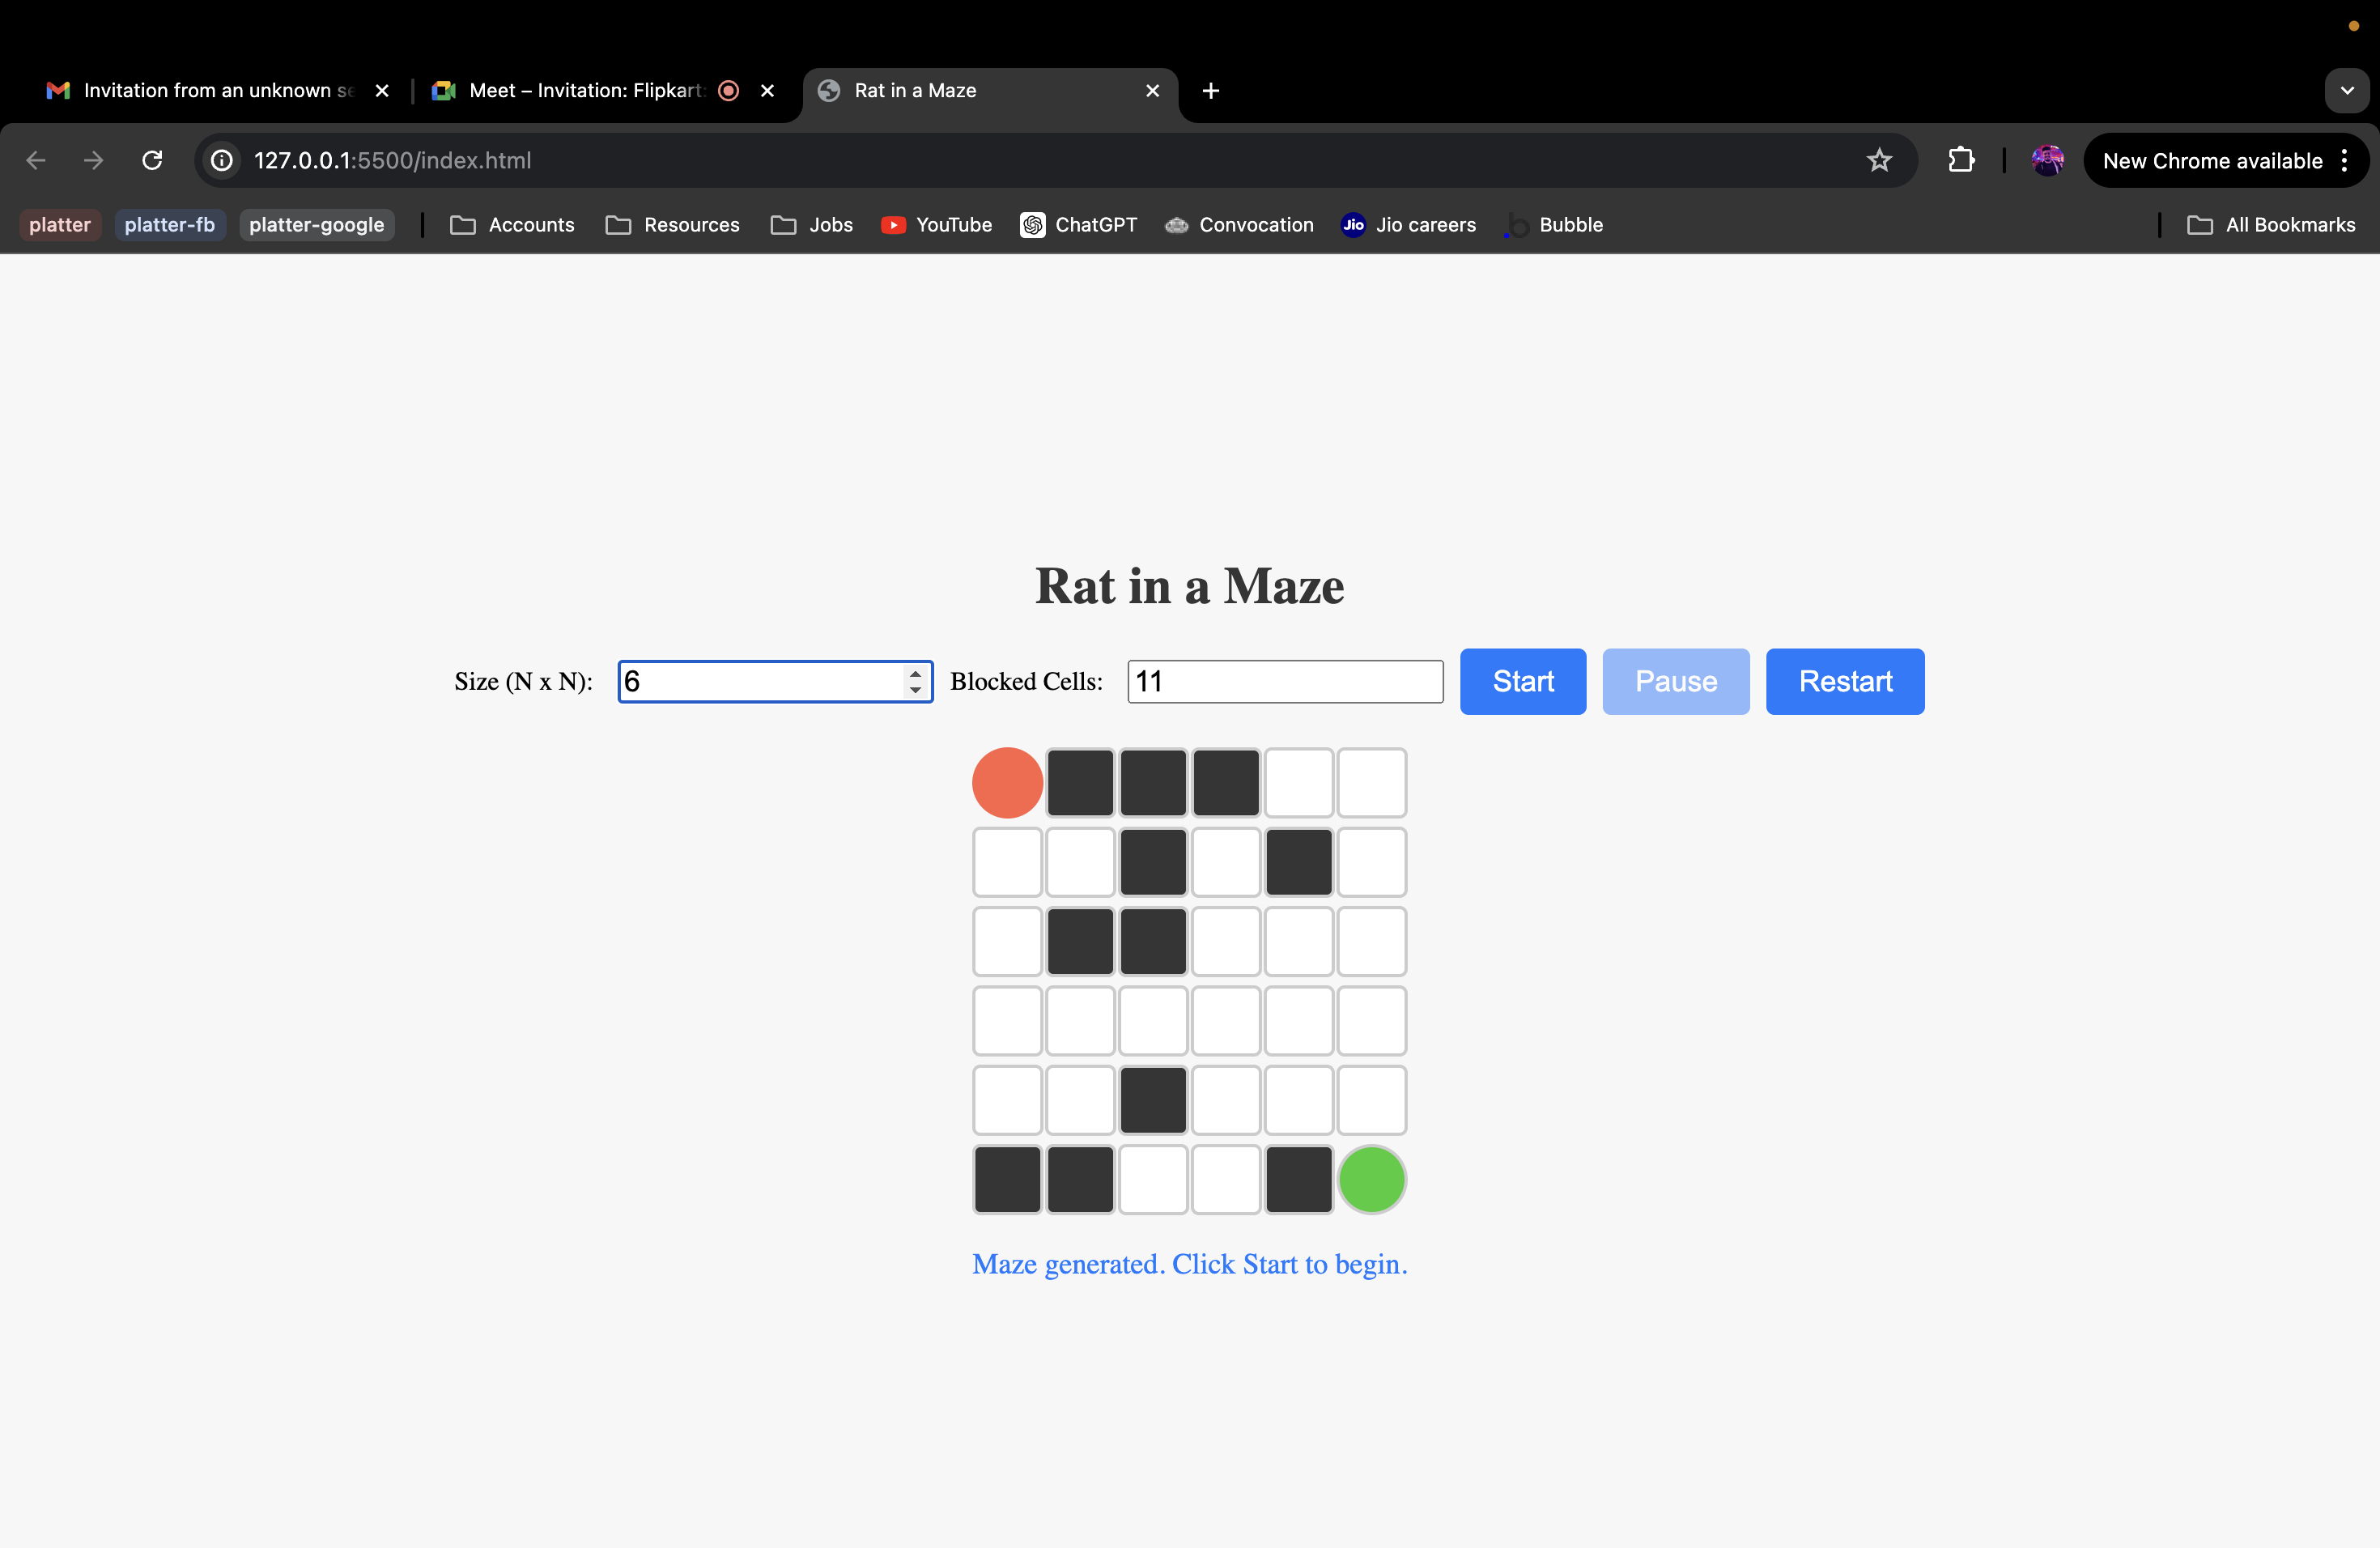 Invitation from an unknown se
Meet – Invitation: Flipkart:
Rat in a Maze
127.0.0.1:5500/index.html
New Chrome available
platter
platter-fb
platter-google
Accounts
Resources
Jobs
YouTube
ChatGPT
Jio
Convocation
Jio careers
Bubble
All Bookmarks
Rat in a Maze
Size (N x N): 6 Blocked Cells: 11 Start Pause Restart
Maze generated. Click Start to begin.